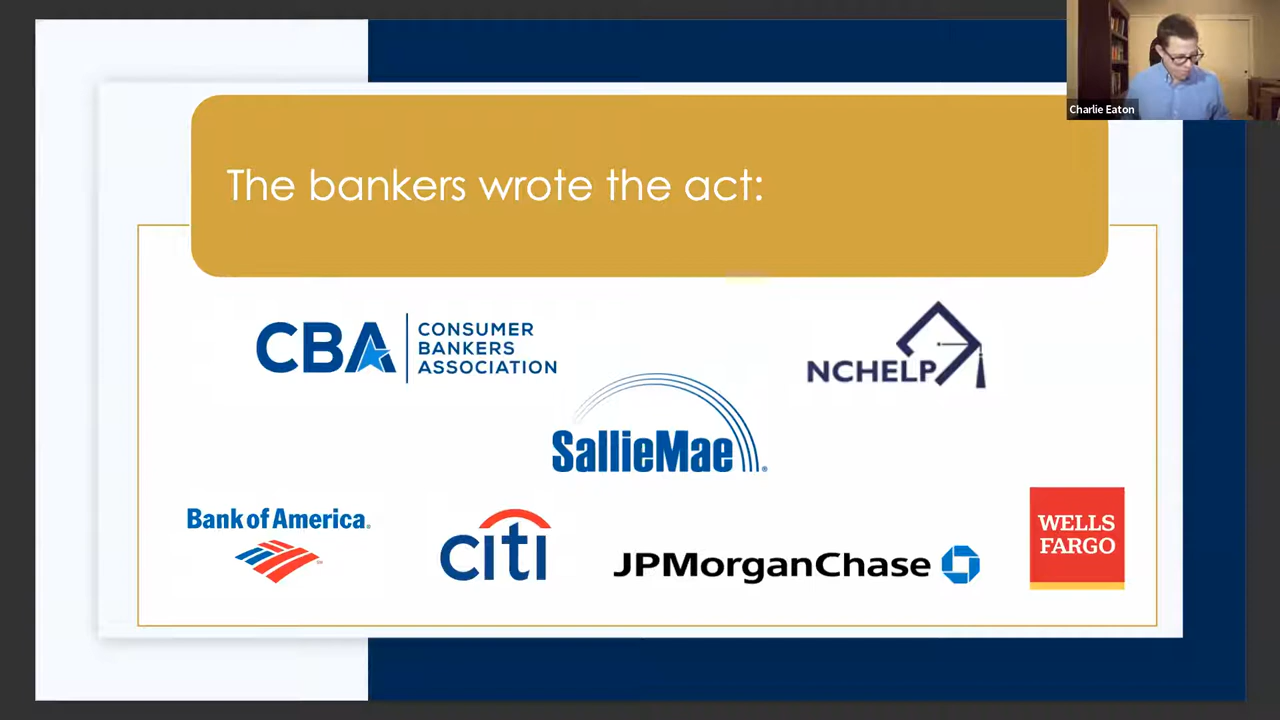 Charlie Eaton
The bankers wrote the act:
CBA
CONSUMER
BANKERS
ASSOCIATION
NCHELP
SallieMae®
Bank of America
citi
JPMorganChase
WELLS
FARGO